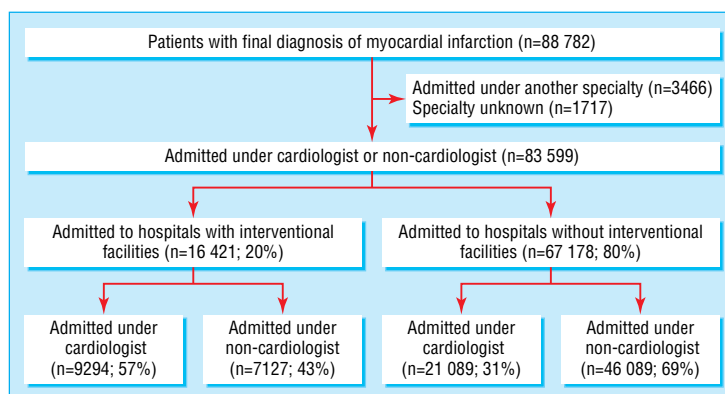 Patients with final diagnosis of myocardial infarction (n=88 782)
Admitted under another specialty (n=3466)
Specialty unknown (n=1717)
Admitted under cardiologist or non-cardiologist (n=83 599)
Admitted to hospitals with interventional
facilities (n=16 421; 20%)
Admitted to hospitals without interventional
facilities (n=67 178; 80%)
Admitted under
cardiologist
(n=9294; 57%)
Admitted under
non-cardiologist
(n=7127; 43%)
Admitted under
cardiologist
(n=21 089; 31%)
Admitted under
non-cardiologist
(n=46 089; 69%)